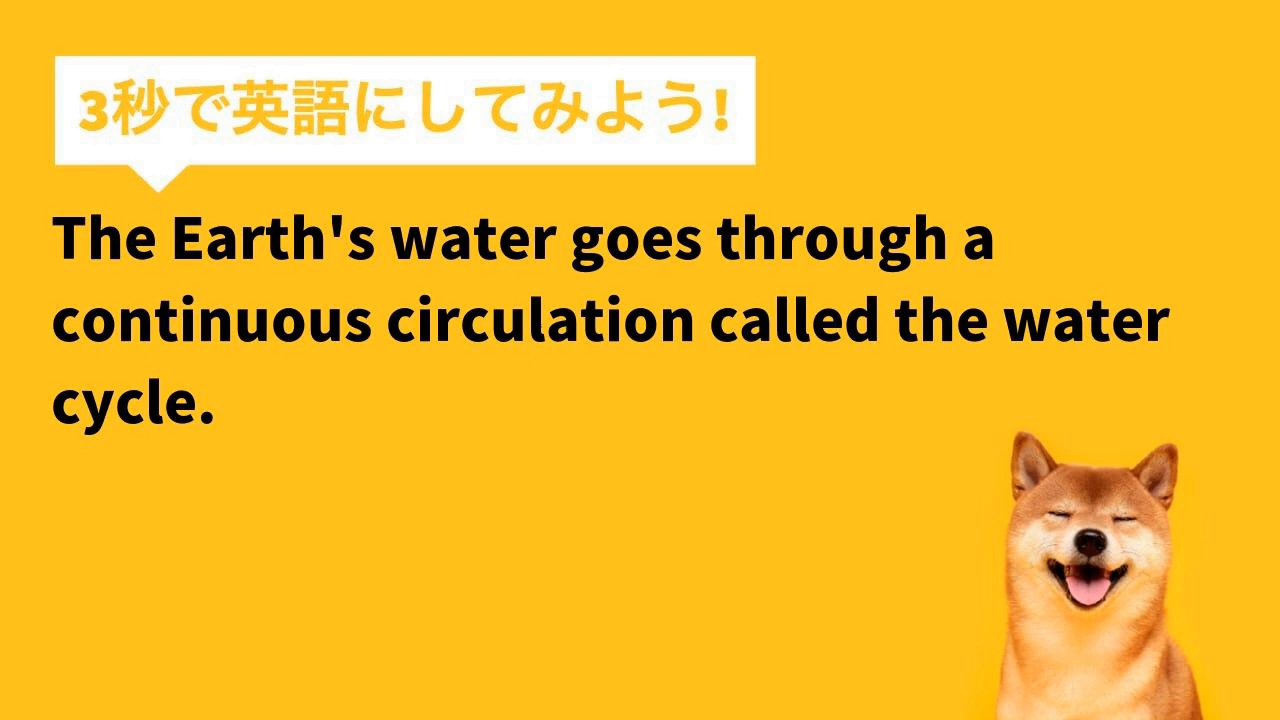 3秒で英語にしてみよう!
The Earth's water goes through a
continuous circulation called the water
cycle.